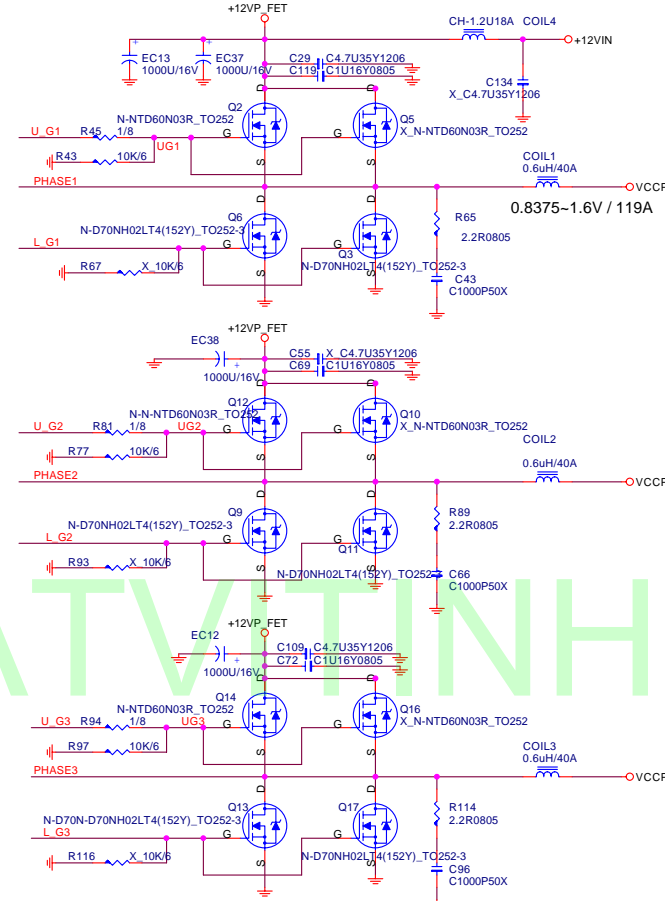 +12VP_FET
CH-1.2U18A COIL4
+12VIN
EC13
1000U/16V
EC37
1000U/16V
C29 C4.7U35Y1206
C119 C1U16Y0805
C134
X_C4.7U35Y1206
D D
Q2
N-NTD60N03R_TO252
Q5
X_N-NTD60N03R_TO252
U_G1 R45 1/8
UG1
G G
R43 10K/6
S S
COIL1
0.6uH/40A
PHASE1
VCCP
0.8375~1.6V / 119A
D D
Q6
N-D70NH02LT4(152Y)_TO252-3
R65
2.2R0805
L_G1
G G
Q3
N-D70NH02LT4(152Y)_TO252-3
R67 X_10K/6
S S
C43
C1000P50X
+12VP_FET
EC38
1000U/16V
C55 X_C4.7U35Y1206
C69 C1U16Y0805
D D
Q12
N-N-NTD60N03R_TO252
Q10
X_N-NTD60N03R_TO252
U_G2 R81 1/8 UG2
G G
R77 10K/6
S S
COIL2
0.6uH/40A
PHASE2
VCCP
D D
Q9
N-D70NH02LT4(152Y)_TO252-3
R89
2.2R0805
L_G2
G G
Q11
N-D70NH02LT4(152Y)_TO252-3
R93 X_10K/6
S S
C66
C1000P50X
ATVITINH
+12VP_FET
EC12
1000U/16V
C109 C4.7U35Y1206
C72 C1U16Y0805
D D
Q14
N-NTD60N03R_TO252
Q16
X_N-NTD60N03R_TO252
U_G3 R94 1/8 UG3
G G
R97 10K/6
S S
COIL3
0.6uH/40A
PHASE3
VCCP
D D
Q13
N-D70N-D70NH02LT4(152Y)_TO252-3
Q17
R114
2.2R0805
L_G3
G G
N-D70NH02LT4(152Y)_TO252-3
R116 X_10K/6
S S
C96
C1000P50X